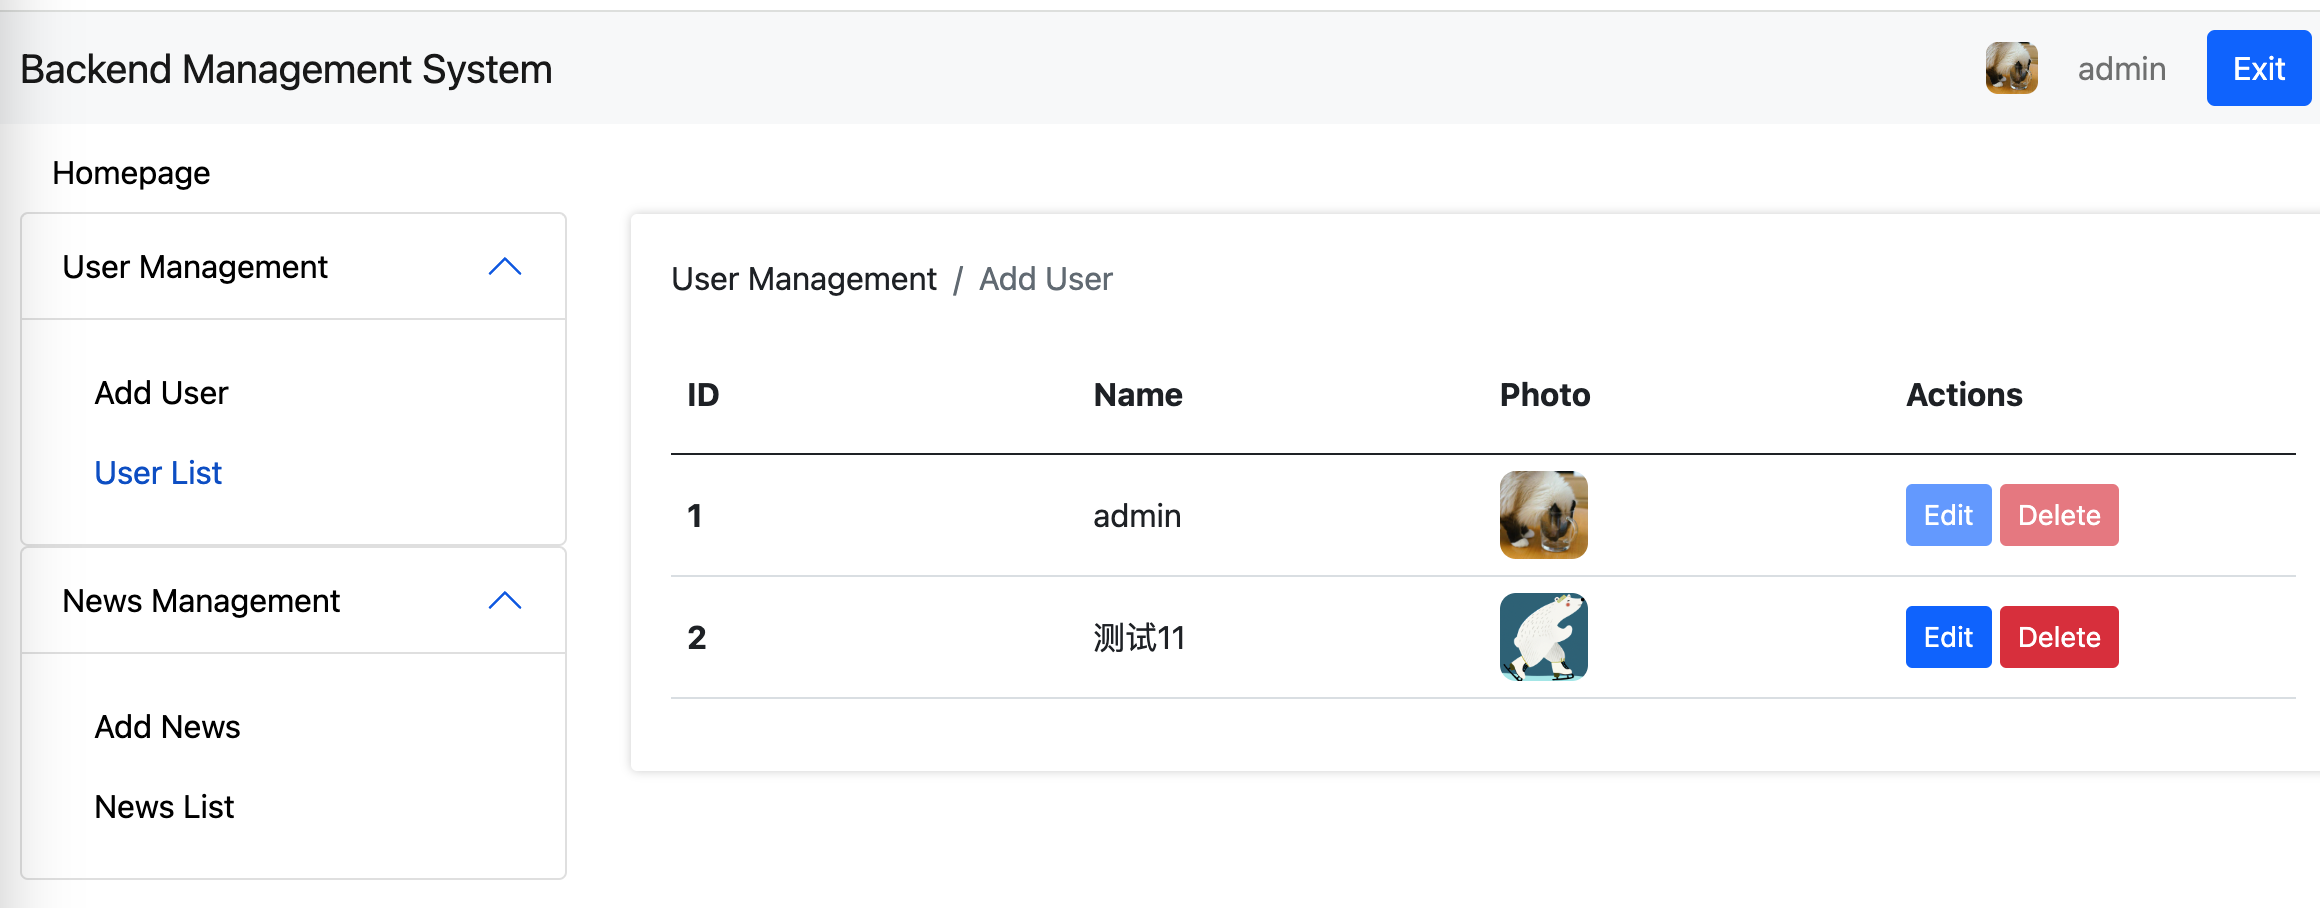 Backend Management System admin Exit
Homepage
User Management
Add User
User List
News Management
Add News
News List
User Management / Add User
ID Name Photo Actions
1 admin Edit Delete
2 测试11 Edit Delete